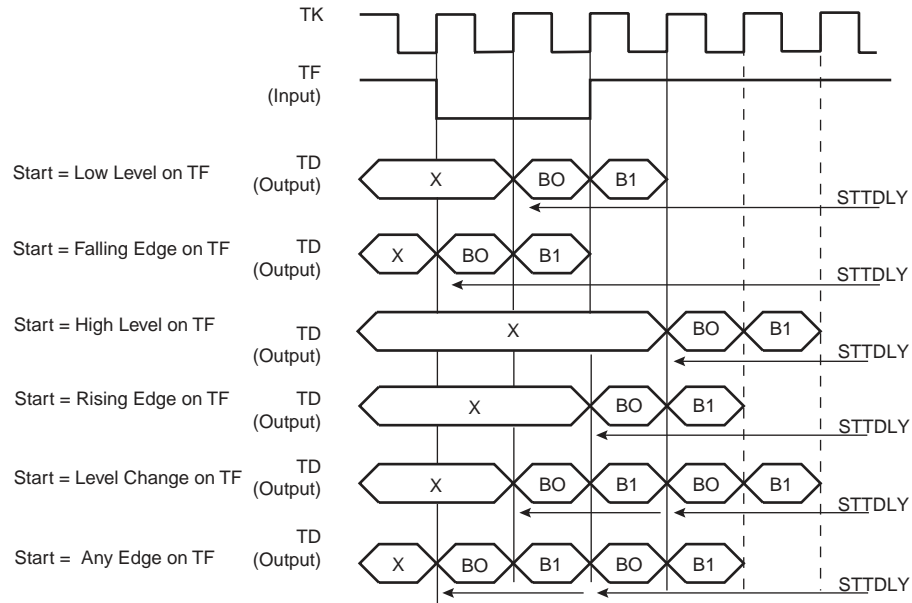 TK
TF
(Input)
Start = Low Level on TF
TD
(Output)
X
BO
B1
STTDLY
Start = Falling Edge on TF
TD
(Output)
X
BO
B1
STTDLY
Start = High Level on TF
TD
(Output)
X
BO
B1
STTDLY
Start = Rising Edge on TF
TD
(Output)
X
BO
B1
STTDLY
Start = Level Change on TF
TD
(Output)
X
BO
B1
BO
B1
STTDLY
Start = Any Edge on TF
TD
(Output)
X
BO
B1
BO
B1
STTDLY